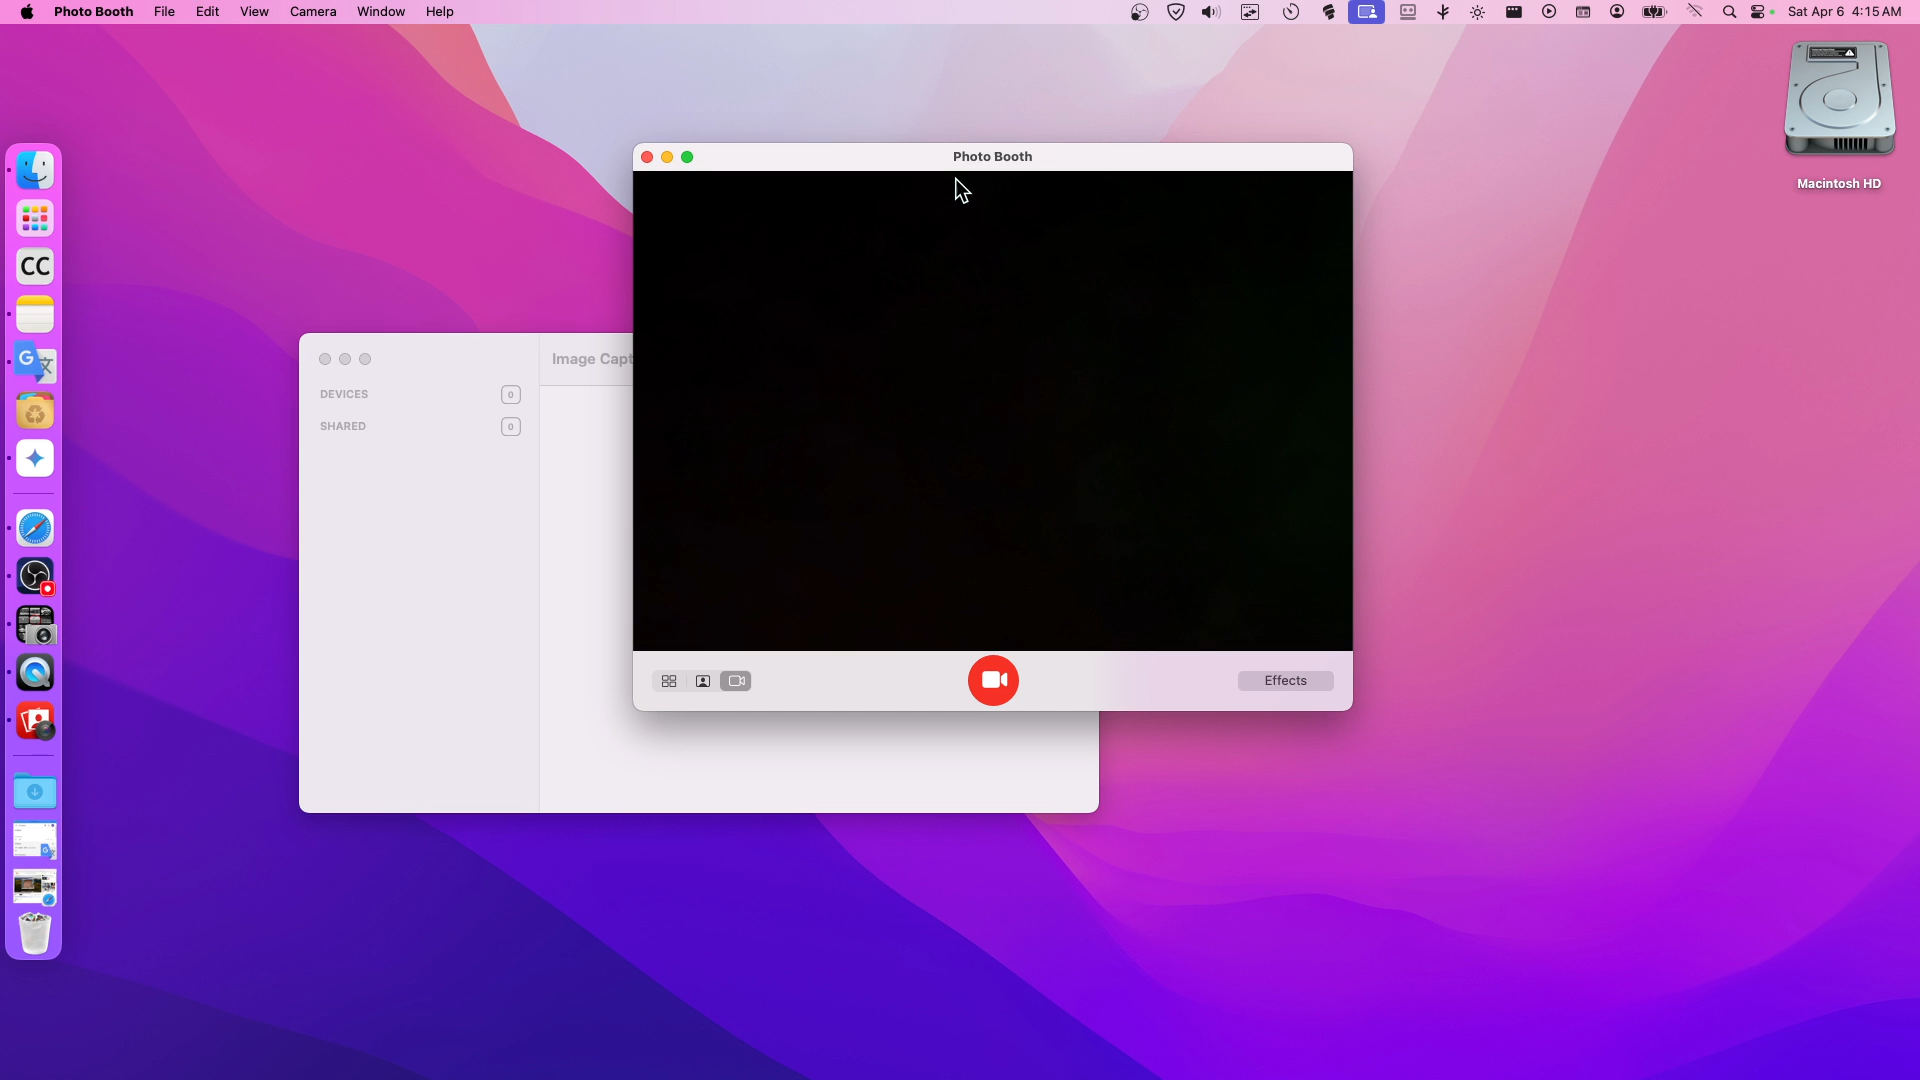 Photo Booth File Edit View Camera Window Help Sat Apr 6 4:15 AM
Macintosh HD
Photo Booth
CC
Image Capt
DEVICES 0
SHARED 0
Effects